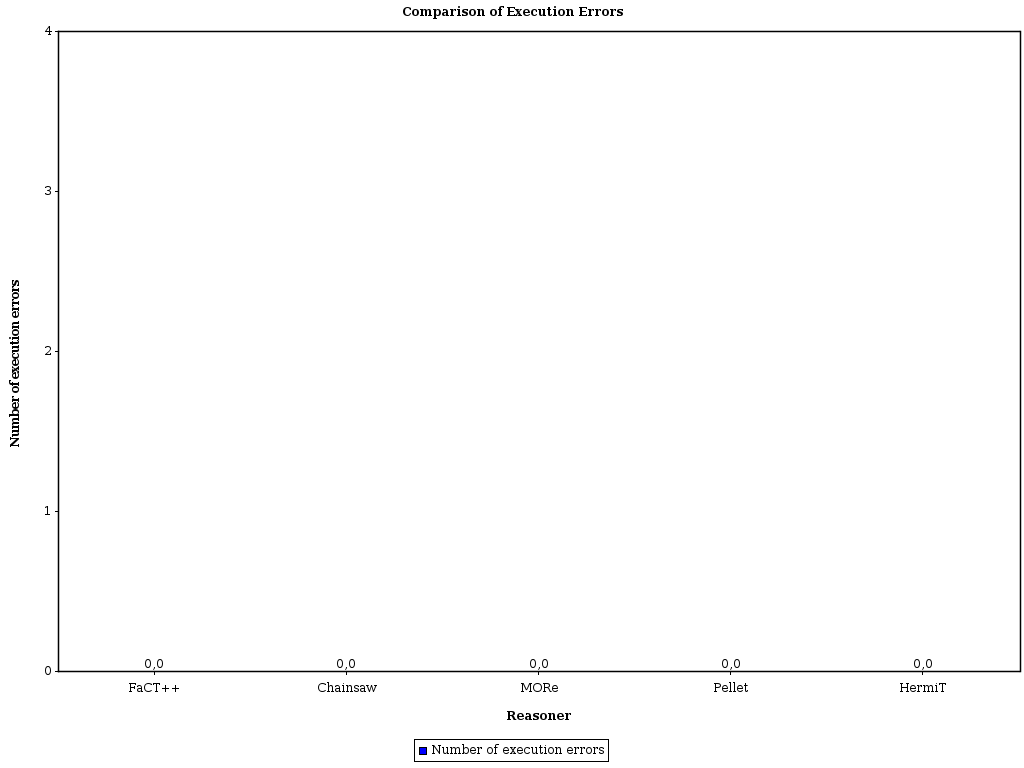 Comparison of Execution Errors
4
3
2
1
0
Number of execution errors
0,0 0,0 0,0 0,0 0,0
FaCT++ Chainsaw MORe Pellet HermiT
Reasoner
Number of execution errors